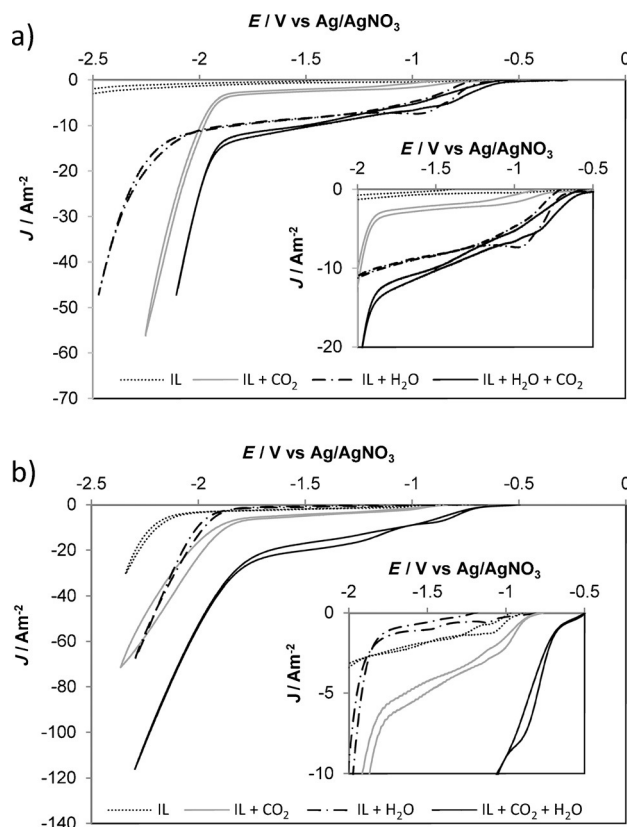 a)
E / V vs Ag/AgNO3
-2.5 -2 -1.5 -1 -0.5 0
0
-10
-20
-30
-40
-50
-60
-70
J / Am-2
E / V vs Ag/AgNO3
-2 -1.5 -1 -0.5
0
-10
-20
J / Am-2
IL IL + CO2 IL + H2O IL + H2O + CO2
b)
E / V vs Ag/AgNO3
-2.5 -2 -1.5 -1 -0.5 0
0
-20
-40
-60
-80
-100
-120
-140
J / Am-2
E / V vs Ag/AgNO3
-2 -1.5 -1 -0.5
0
-5
-10
J / Am-2
IL IL + CO2 IL + H2O IL + CO2 + H2O